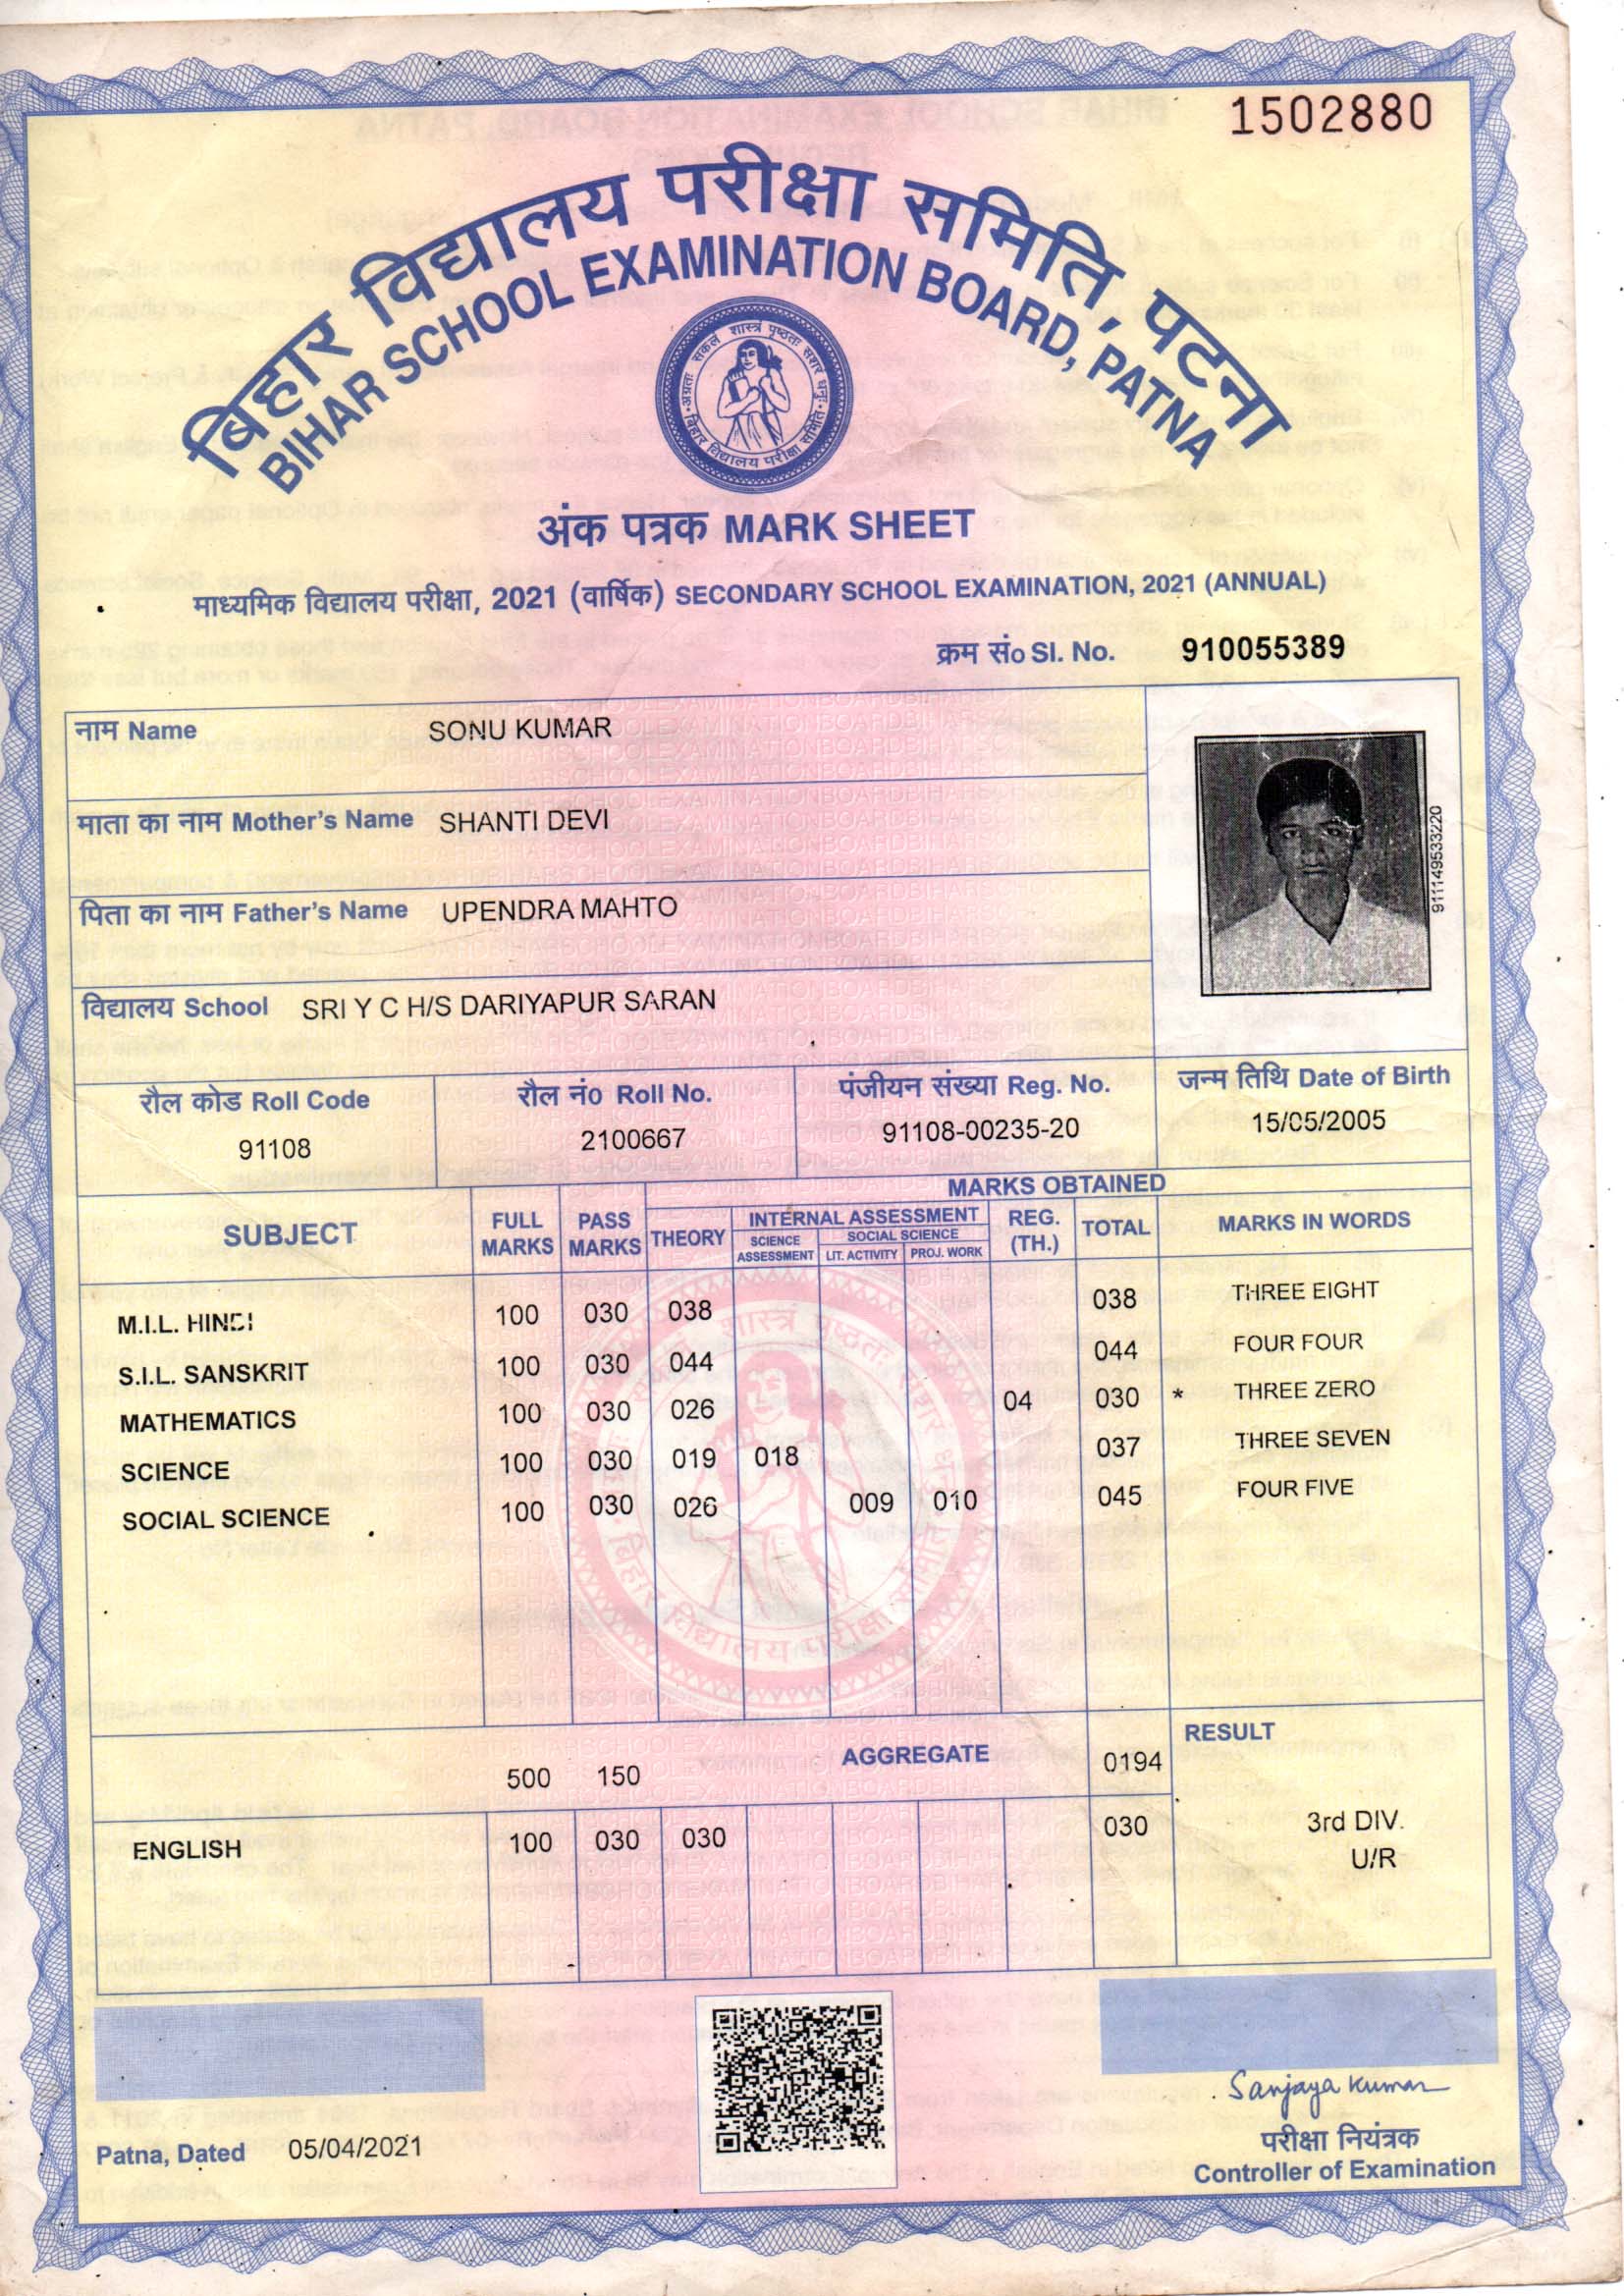 1502880
बिहार विद्यालय परीक्षा समिति, पटना
BIHAR SCHOOL EXAMINATION BOARD, PATNA
अंक पत्रक MARK SHEET
माध्यमिक विद्यालय परीक्षा, 2021 (वार्षिक) SECONDARY SCHOOL EXAMINATION, 2021 (ANNUAL)
क्रम सं० SI. No. 910055389
नाम Name SONU KUMAR
माता का नाम Mother's Name SHANTI DEVI
पिता का नाम Father's Name UPENDRA MAHTO
विद्यालय School SRI Y C H/S DARIYAPUR SARAN
9111149533220
रौल कोड Roll Code रौल नं० Roll No. पंजीयन संख्या Reg. No. जन्म तिथि Date of Birth
91108 2100667 91108-00235-20 15/05/2005
MARKS OBTAINED
SUBJECT FULL MARKS PASS MARKS THEORY INTERNAL ASSESSMENT REG. (TH.) TOTAL MARKS IN WORDS
SCIENCE ASSESSMENT SOCIAL SCIENCE
LIT. ACTIVITY PROJ. WORK
M.I.L. HINDI 100 030 038 038 THREE EIGHT
S.I.L. SANSKRIT 100 030 044 044 FOUR FOUR
MATHEMATICS 100 030 026 04 030 * THREE ZERO
SCIENCE 100 030 019 018 037 THREE SEVEN
SOCIAL SCIENCE 100 030 026 009 010 045 FOUR FIVE
500 150 AGGREGATE 0194 RESULT
ENGLISH 100 030 030 030 3rd DIV.
U/R
Sanjaya Kumar
Patna, Dated 05/04/2021
परीक्षा नियंत्रक
Controller of Examination